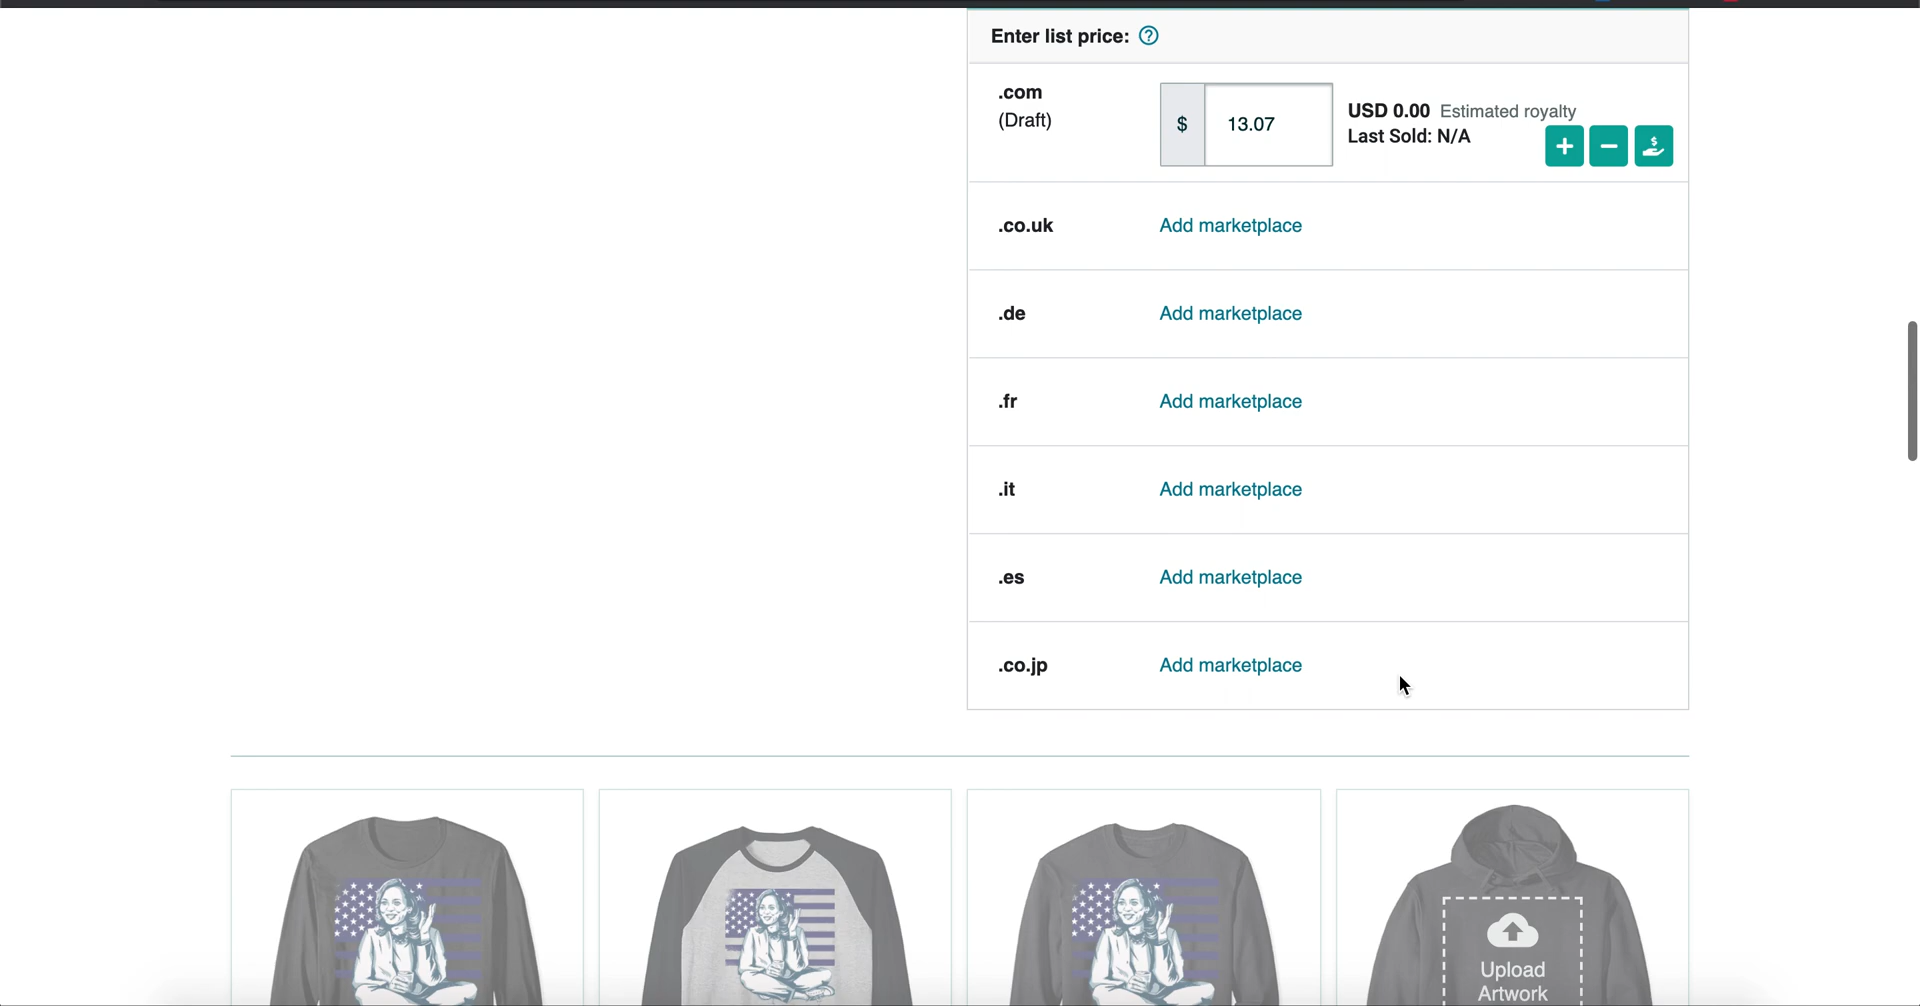 Enter list price: ?
.com
(Draft)
$ 13.07
USD 0.00 Estimated royalty
Last Sold: N/A
.co.uk Add marketplace
.de Add marketplace
.fr Add marketplace
.it Add marketplace
.es Add marketplace
.co.jp Add marketplace
Upload
Artwork